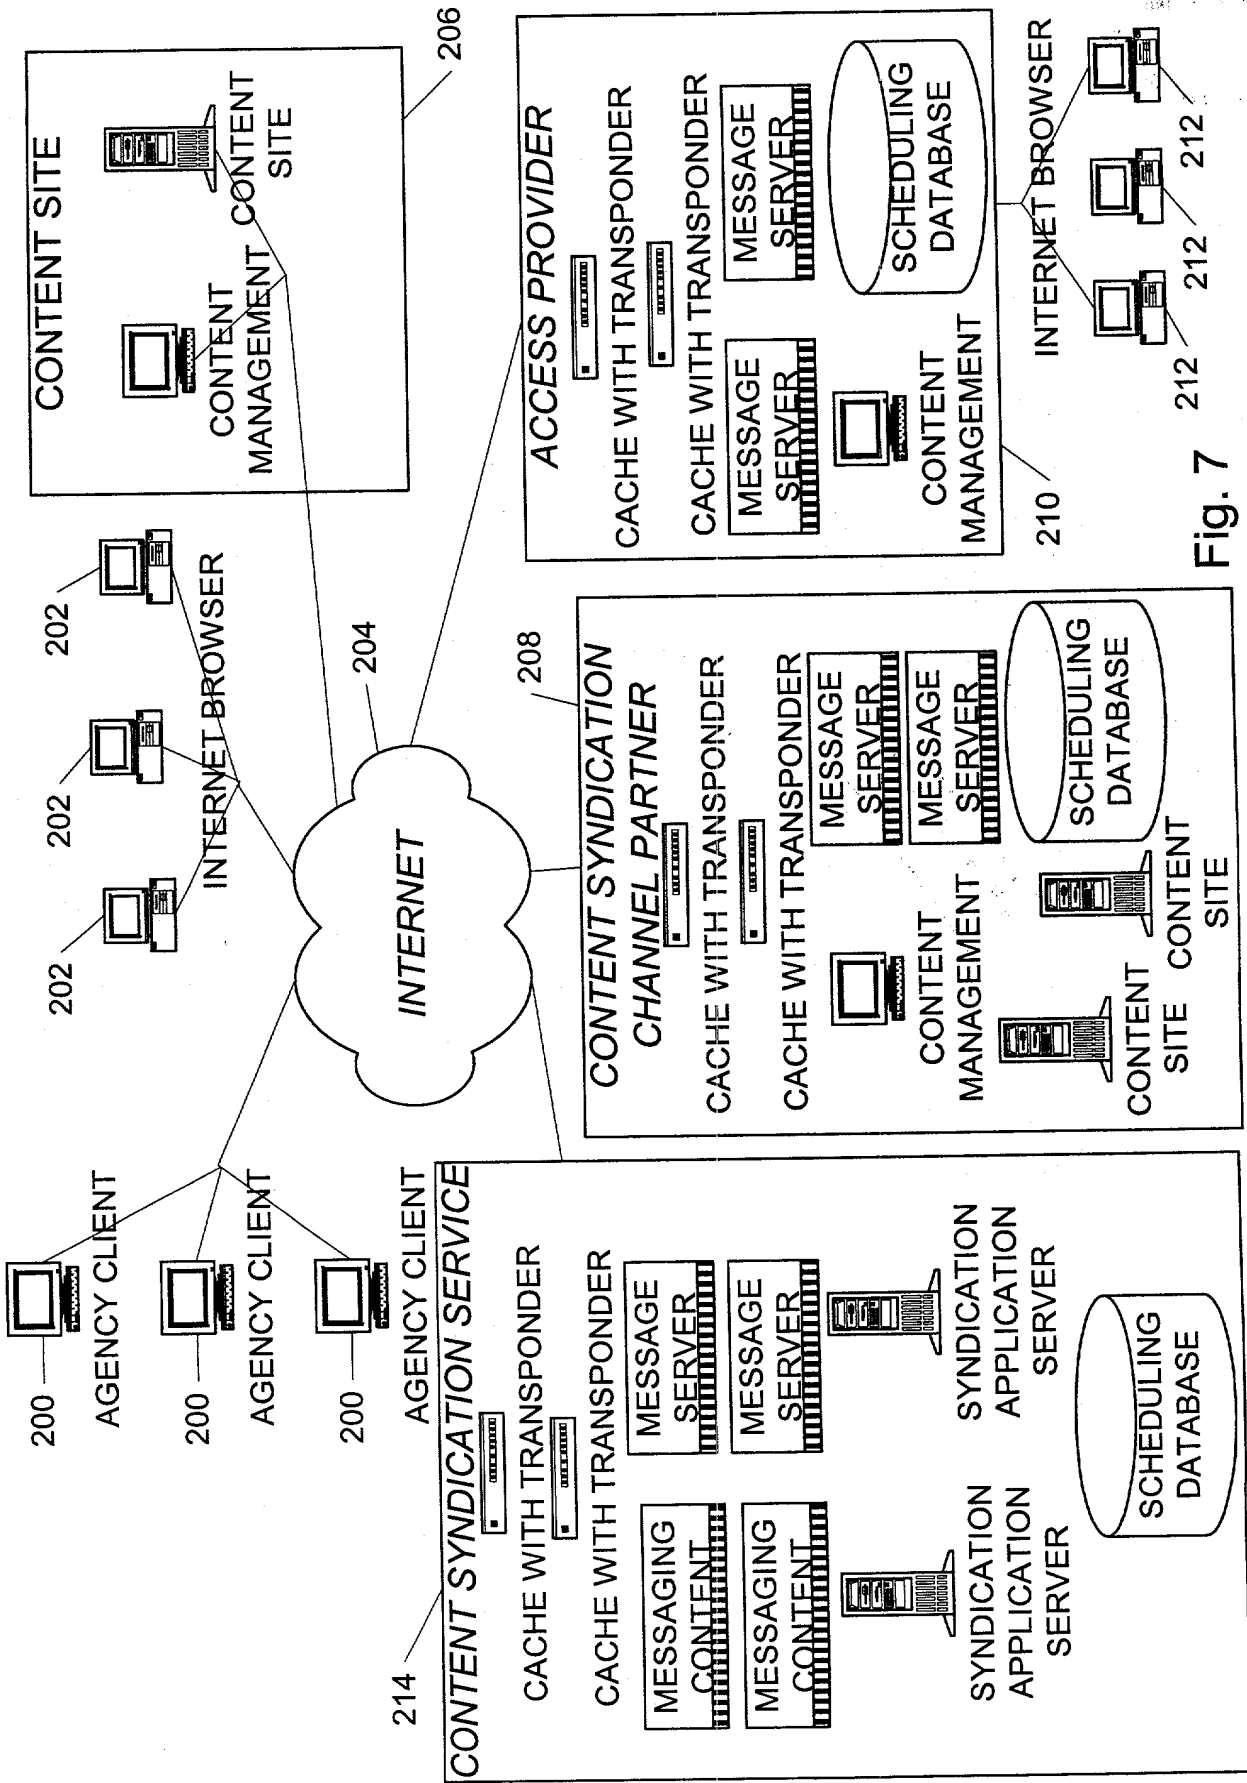 200
AGENCY CLIENT
200
AGENCY CLIENT
200
AGENCY CLIENT
202
202
202
INTERNET BROWSER
204
INTERNET
CONTENT SITE
CONTENT
MANAGEMENT
CONTENT
SITE
206
214
CONTENT SYNDICATION SERVICE
CACHE WITH TRANSPONDER
CACHE WITH TRANSPONDER
MESSAGING
CONTENT
MESSAGE
SERVER
MESSAGING
CONTENT
MESSAGE
SERVER
SYNDICATION
APPLICATION
SERVER
SYNDICATION
APPLICATION
SERVER
SCHEDULING
DATABASE
208
CONTENT SYNDICATION
CHANNEL PARTNER
CACHE WITH TRANSPONDER
CACHE WITH TRANSPONDER
MESSAGE
SERVER
MESSAGE
SERVER
CONTENT
MANAGEMENT
SCHEDULING
DATABASE
CONTENT
SITE
CONTENT
SITE
ACCESS PROVIDER
CACHE WITH TRANSPONDER
CACHE WITH TRANSPONDER
MESSAGE
SERVER
MESSAGE
SERVER
CONTENT
MANAGEMENT
SCHEDULING
DATABASE
210
INTERNET BROWSER
212
212
212
Fig. 7